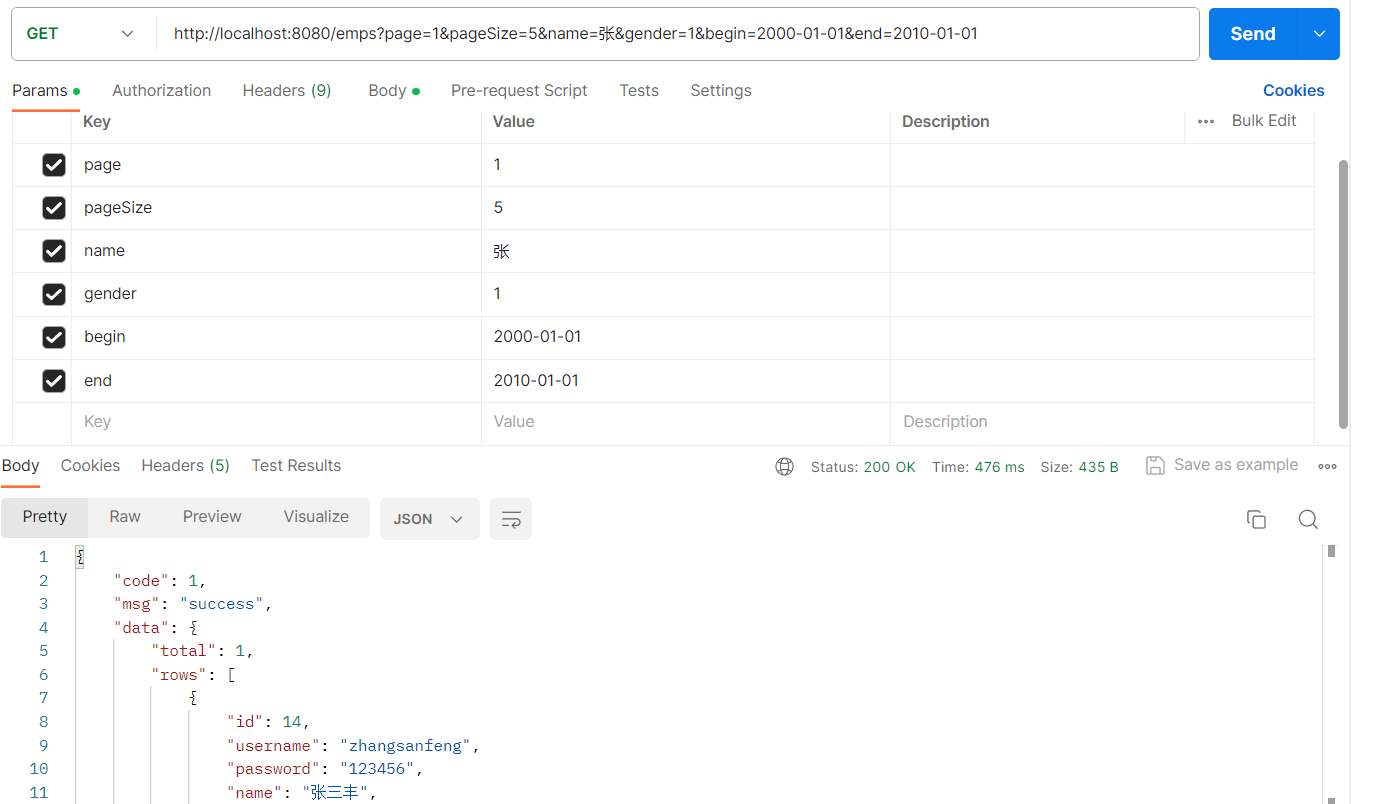 GET http://localhost:8080/emps?page=1&pageSize=5&name=张&gender=1&begin=2000-01-01&end=2010-01-01 Send
Params Authorization Headers (9) Body Pre-request Script Tests Settings Cookies
Key Value Description Bulk Edit
page 1
pageSize 5
name 张
gender 1
begin 2000-01-01
end 2010-01-01
Key Value Description
Body Cookies Headers (5) Test Results Status: 200 OK Time: 476 ms Size: 435 B Save as example
Pretty Raw Preview Visualize JSON
1 {
2 "code": 1,
3 "msg": "success",
4 "data": {
5 "total": 1,
6 "rows": [
7 {
8 "id": 14,
9 "username": "zhangsanfeng",
10 "password": "123456",
11 "name": "张三丰",